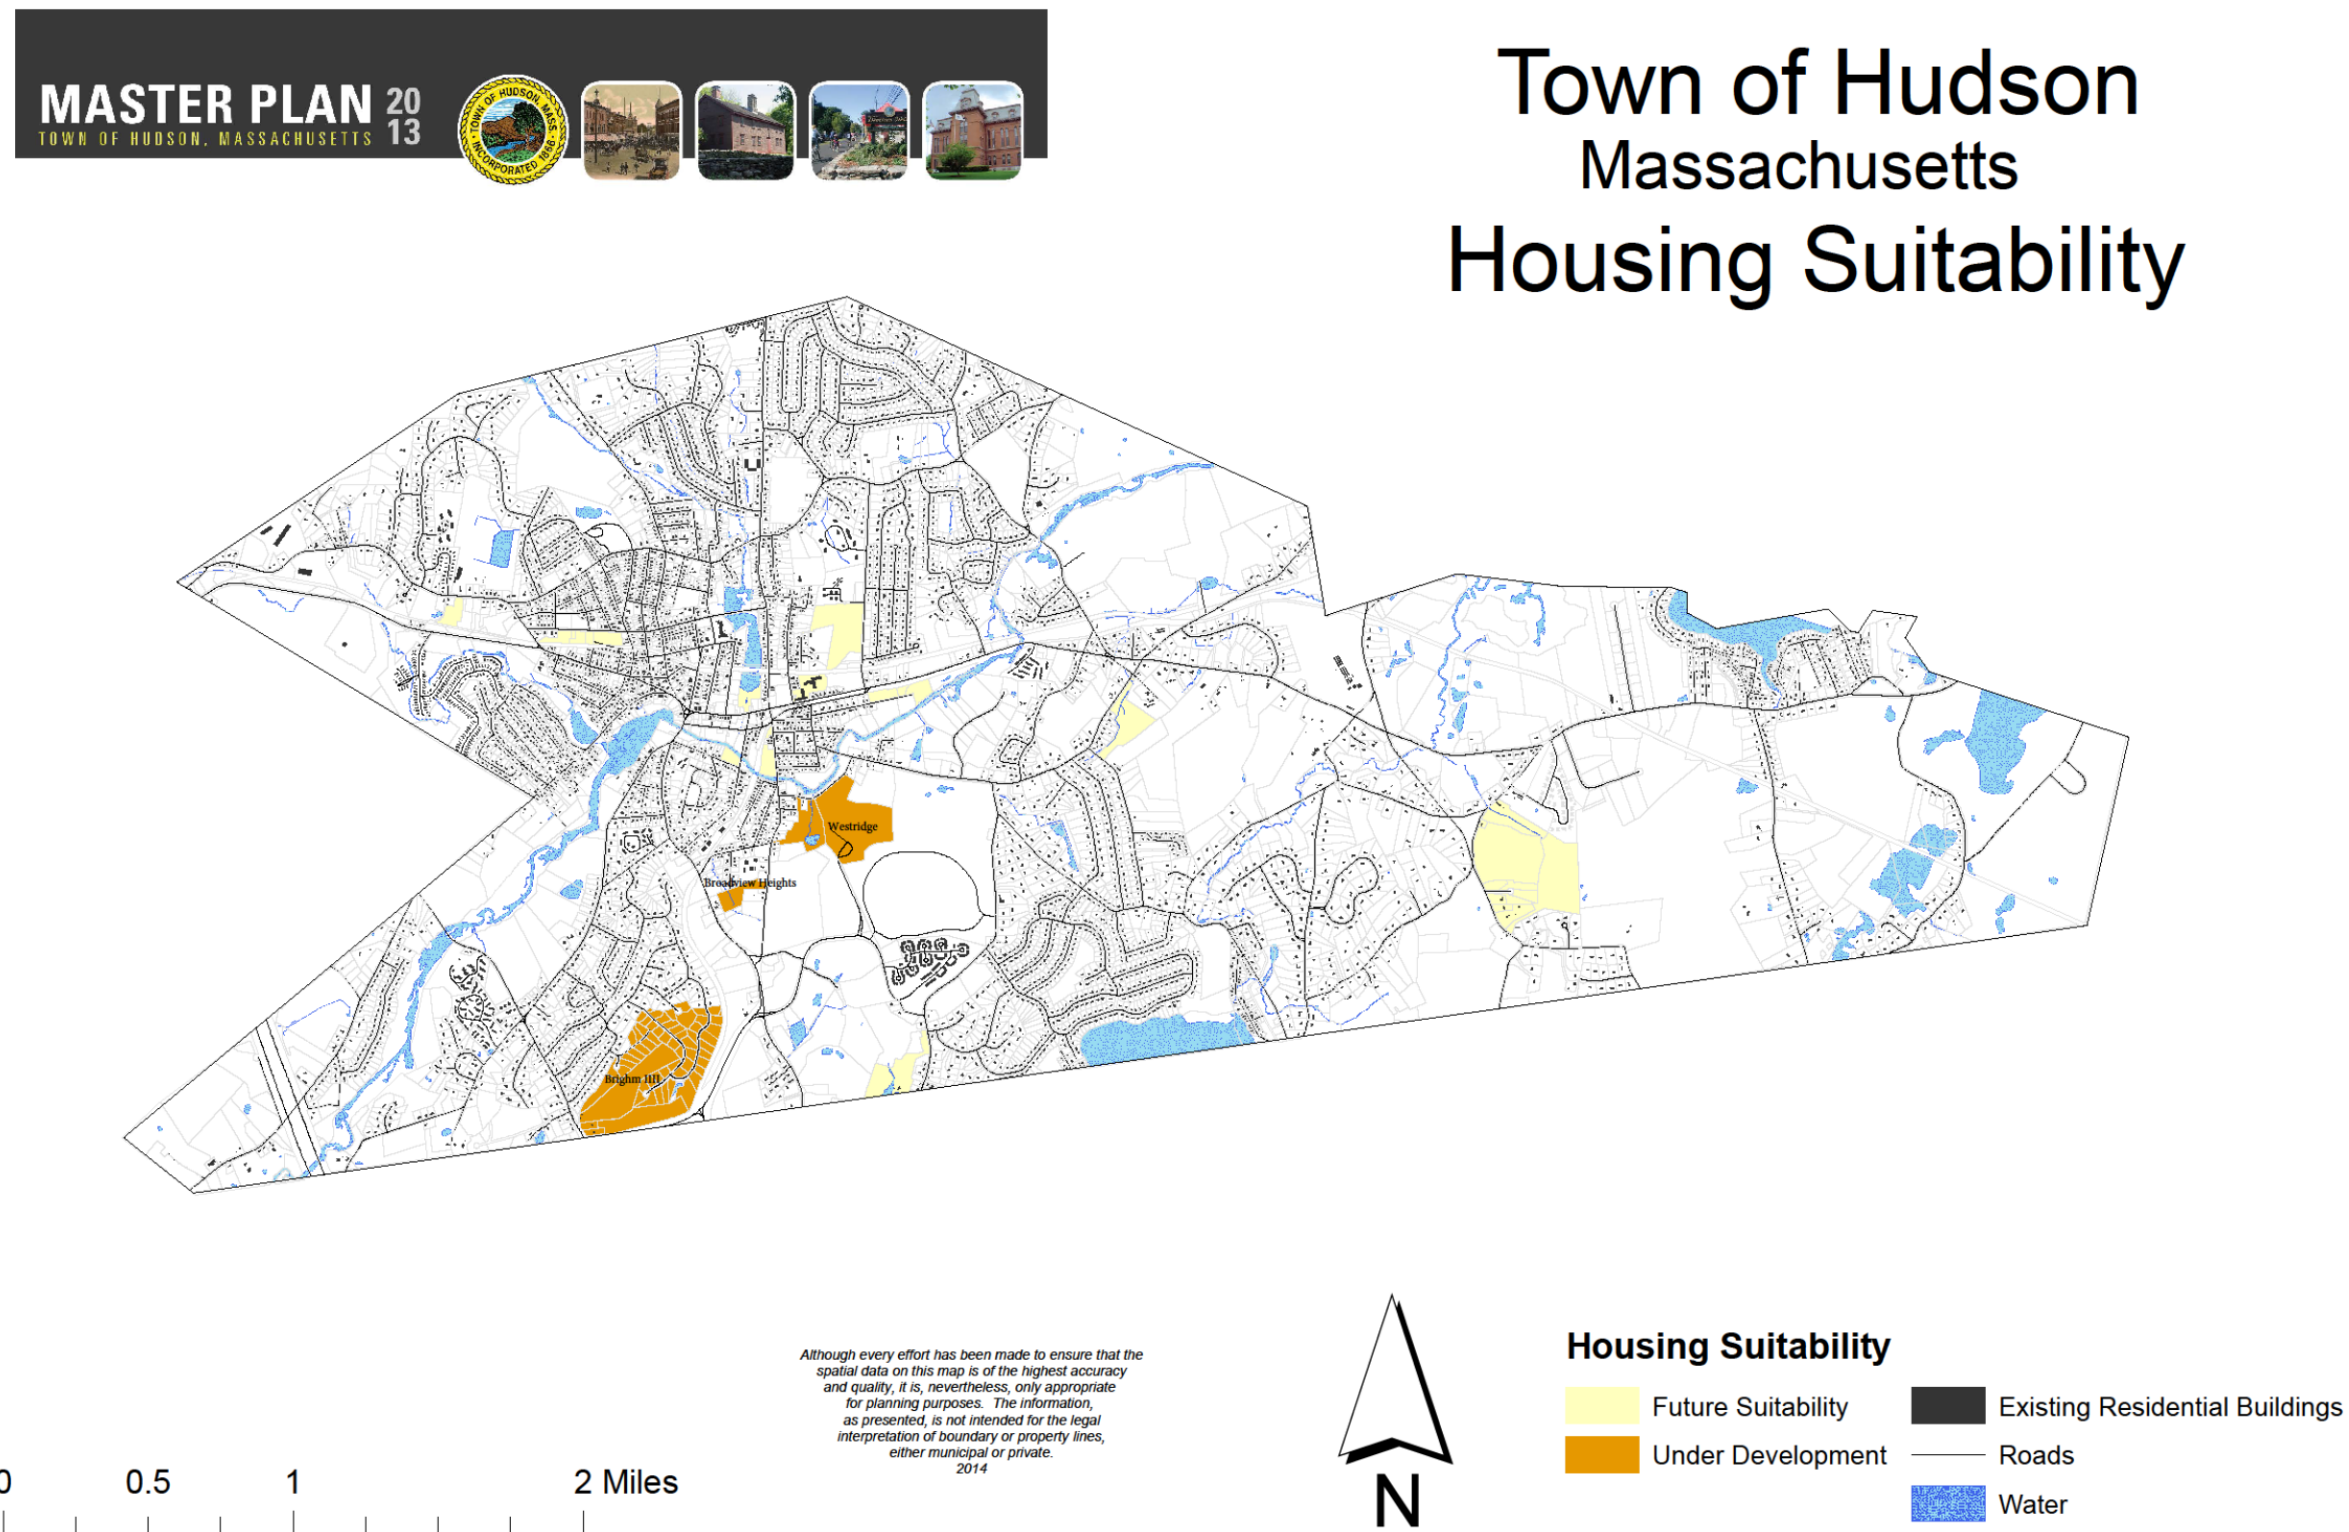 MASTER PLAN 20
13
TOWN OF HUDSON, MASSACHUSETTS
TOWN OF HUDSON, MASS.
INCORPORATED 1866
Town of Hudson
Massachusetts
Housing Suitability
Westridge
Broadview Heights
Brighm Hill
Although every effort has been made to ensure that the
spatial data on this map is of the highest accuracy
and quality, it is, nevertheless, only appropriate
for planning purposes. The information,
as presented, is not intended for the legal
interpretation of boundary or property lines,
either municipal or private.
2014
0 0.5 1 2 Miles
N
Housing Suitability
Future Suitability
Under Development
Existing Residential Buildings
Roads
Water